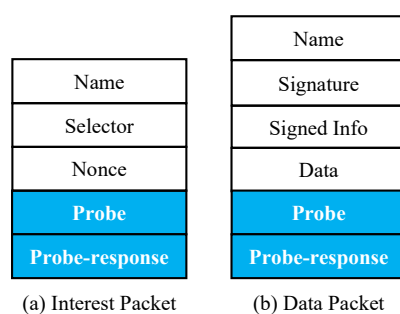 Name
Selector
Nonce
Probe
Probe-response
(a) Interest Packet
Name
Signature
Signed Info
Data
Probe
Probe-response
(b) Data Packet